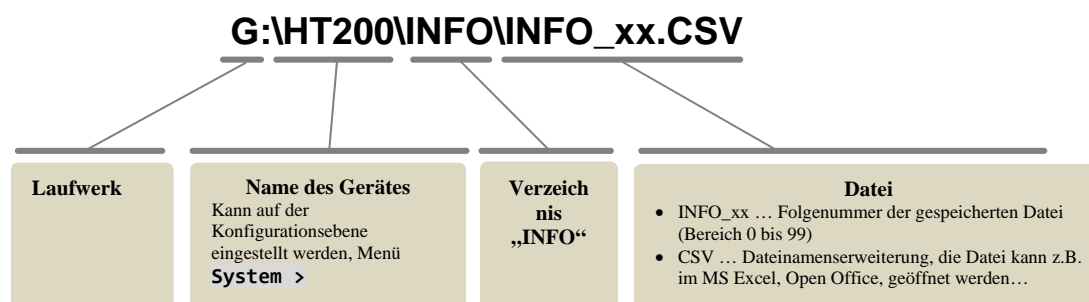 G:\HT200\INFO\INFO_xx.CSV
Laufwerk
Name des Gerätes
Kann auf der
Konfigurationsebene
eingestellt werden, Menü
System >
Verzeich
nis
„INFO“
Datei
• INFO_xx … Folgenummer der gespeicherten Datei
(Bereich 0 bis 99)
• CSV … Dateinamenserweiterung, die Datei kann z.B.
im MS Excel, Open Office, geöffnet werden…